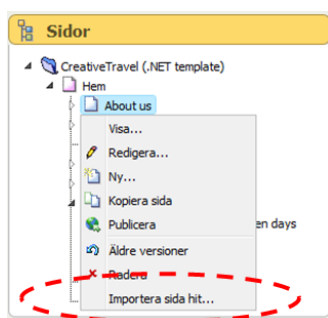 Sidor
CreativeTravel (.NET template)
Hem
About us
Visa...
Redigera...
Ny...
Kopiera sida
Publicera
en days
Äldre versioner
Radera
Importera sida hit...